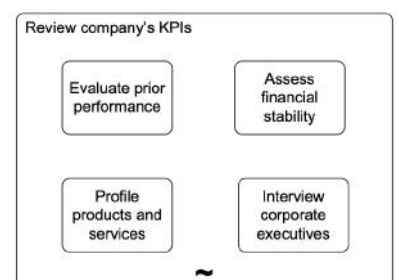 Review company's KPIs
Evaluate prior
performance
Assess
financial
stability
Profile
products and
services
Interview
corporate
executives
~